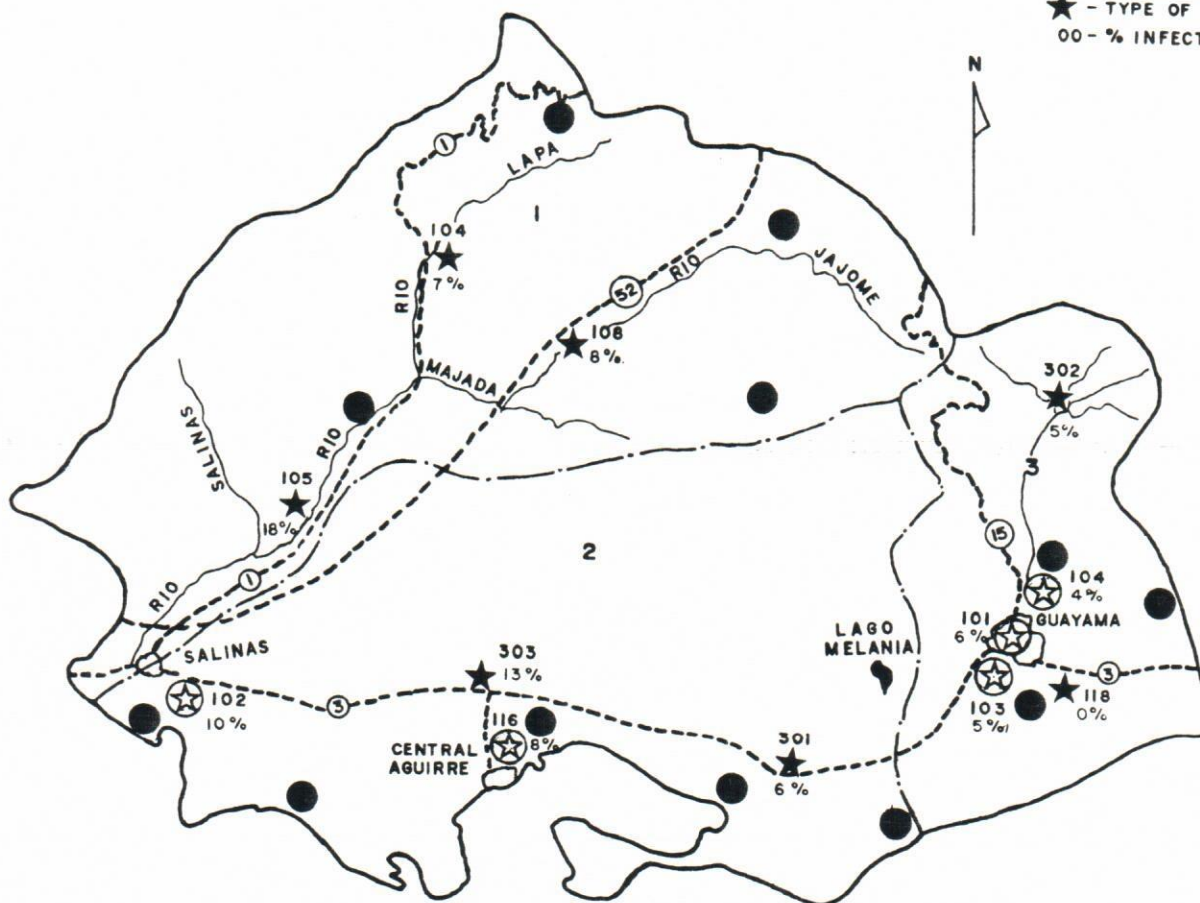 ★ - TYPE OF
00 - % INFECT
N
1
LAPA
1
104
7%
RIO
52
RIO
JAJOME
108
8%.
MAJADA
302
5%
SALINAS
RIO
105
18%
3
2
15
1
RIO
104
4%
101
6%
GUAYAMA
LAGO
MELANIA
SALINAS
303
13%
3
102
10%
3
103
5%
118
0%
116
8%
CENTRAL
AGUIRRE
301
6%